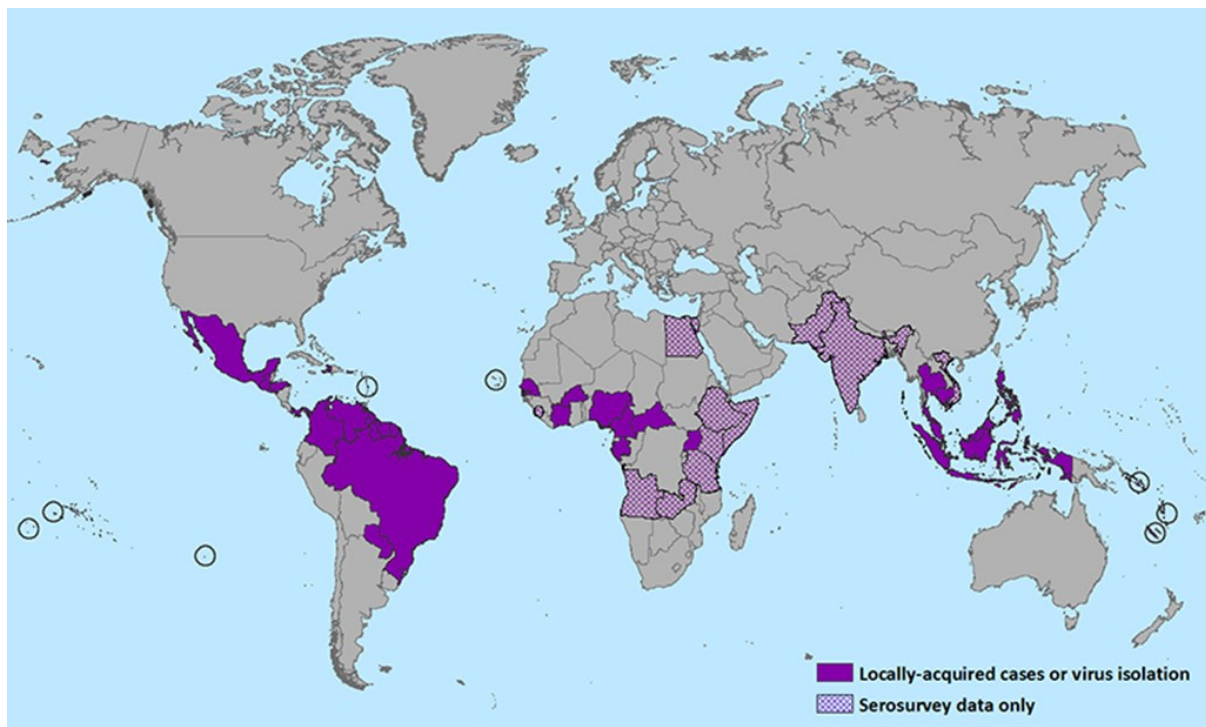 Locally-acquired cases or virus isolation
Serosurvey data only